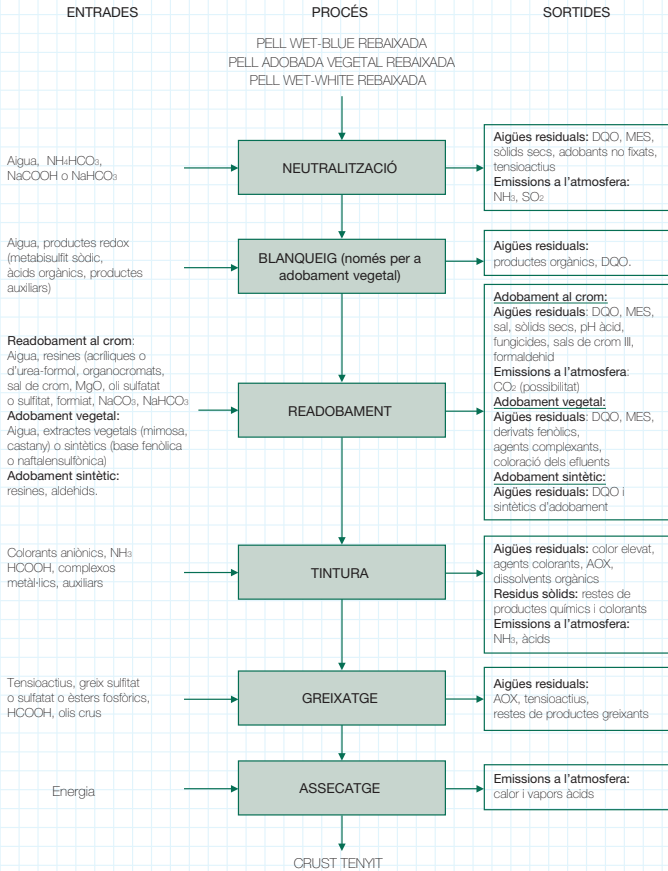 ENTRADES
PROCÉS
SORTIDES
PELL WET-BLUE REBAIXADA
PELL ADOBADA VEGETAL REBAIXADA
PELL WET-WHITE REBAIXADA
Aigua, NH₄HCO₃,
NaCOOH o NaHCO₃
NEUTRALITZACIÓ
Aigües residuals: DQO, MES,
sòlids secs, adobants no fixats,
tensioactius
Emissions a l'atmosfera:
NH₃, SO₂
Aigua, productes redox
(metabisulfit sòdic,
àcids orgànics, productes
auxiliars)
BLANQUEIG (només per a
adobament vegetal)
Aigües residuals:
productes orgànics, DQO.
Readobament al crom:
Aigua, resines (acríliques o
d'urea-formol, organocromats,
sal de crom, MgO, oli sulfatat
o sulfitat, formiat, NaCO₃, NaHCO₃
Adobament vegetal:
Aigua, extractes vegetals (mimosa,
castany) o sintètics (base fenòlica
o naftalensulfònica)
Adobament sintètic:
resines, aldehids.
READOBAMENT
Adobament al crom:
Aigües residuals: DQO, MES,
sal, sòlids secs, pH àcid,
fungicides, sals de crom III,
formaldehid
Emissions a l'atmosfera:
CO₂ (possibilitat)
Adobament vegetal:
Aigües residuals: DQO, MES,
derivats fenòlics,
agents complexants,
coloració dels efluents
Adobament sintètic:
Aigües residuals: DQO i
sintètics d'adobament
Colorants aniònics, NH₃
HCOOH, complexos
metàl·lics, auxiliars
TINTURA
Aigües residuals: color elevat,
agents colorants, AOX,
dissolvents orgànics
Residus sòlids: restes de
productes químics i colorants
Emissions a l'atmosfera:
NH₃, àcids
Tensioactius, greix sulfitat
o sulfatat o èsters fosfòrics,
HCOOH, olis crus
GREIXATGE
Aigües residuals:
AOX, tensioactius,
restes de productes greixants
Energia
ASSECATGE
Emissions a l'atmosfera:
calor i vapors àcids
CRUST TENYIT